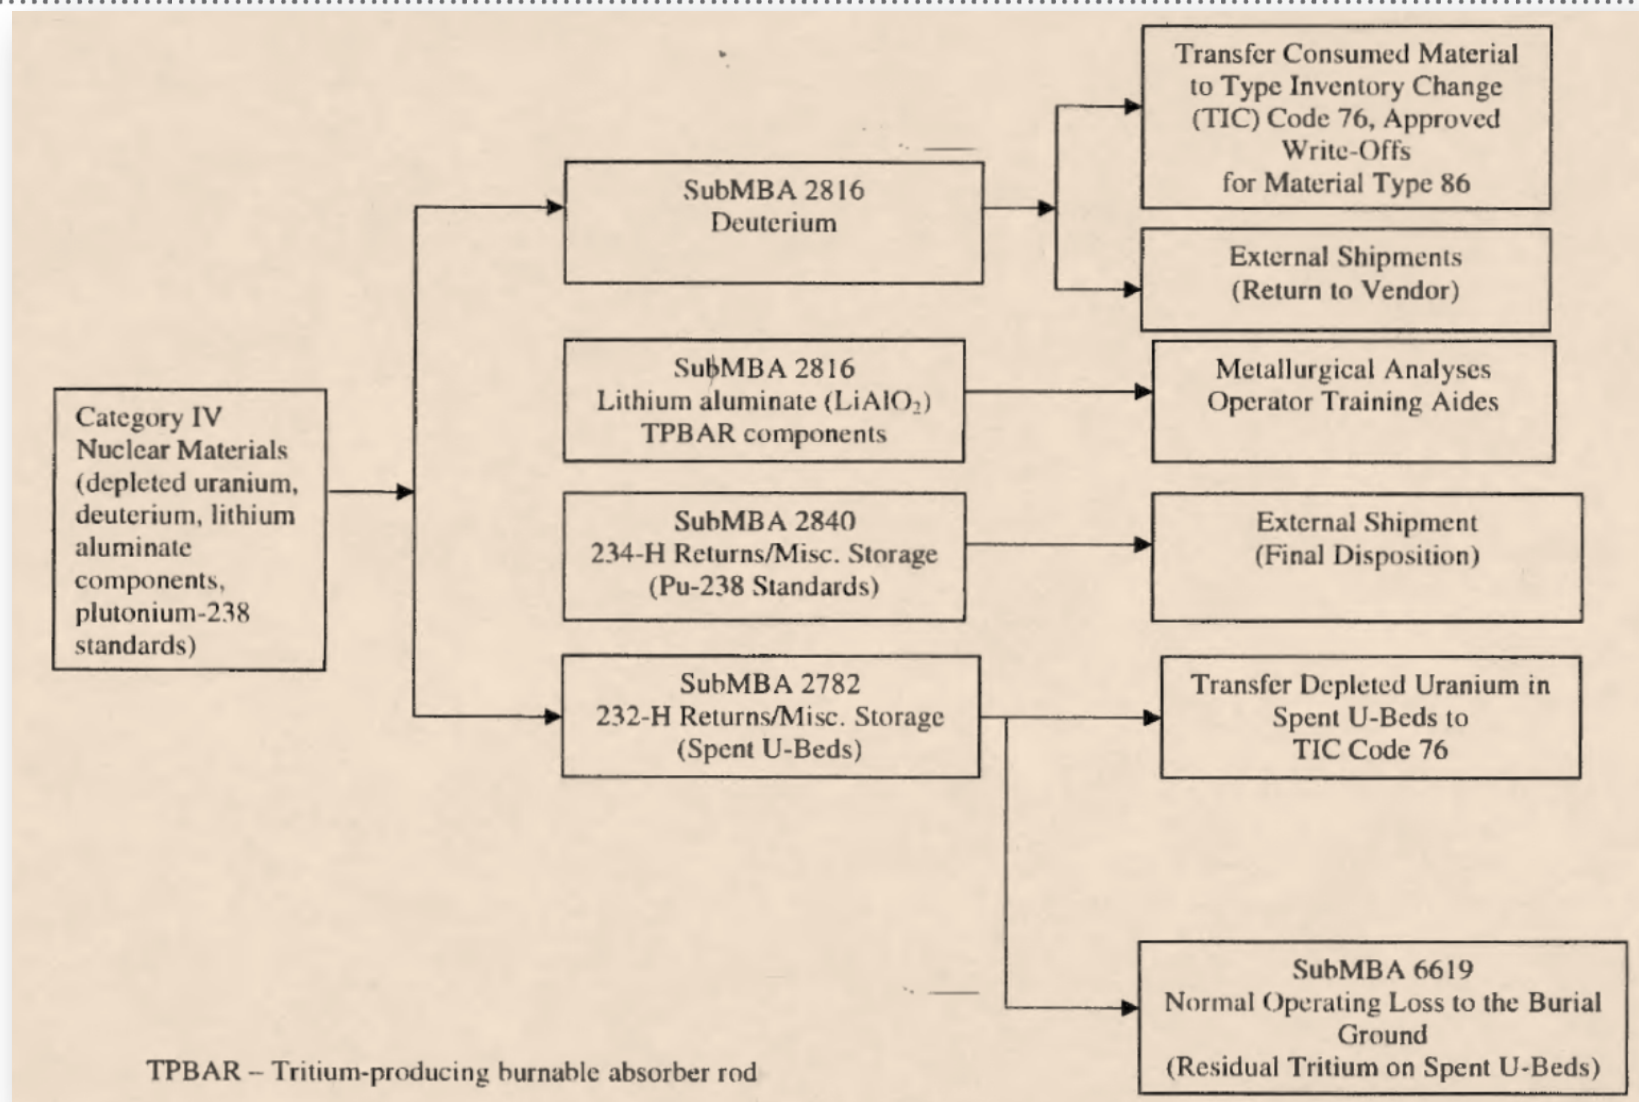 Category IV
Nuclear Materials
(depleted uranium,
deuterium, lithium
aluminate
components,
plutonium-238
standards)
SubMBA 2816
Deuterium
Transfer Consumed Material
to Type Inventory Change
(TIC) Code 76, Approved
Write-Offs
for Material Type 86
External Shipments
(Return to Vendor)
SubMBA 2816
Lithium aluminate (LiAlO₂)
TPBAR components
Metallurgical Analyses
Operator Training Aides
SubMBA 2840
234-H Returns/Misc. Storage
(Pu-238 Standards)
External Shipment
(Final Disposition)
SubMBA 2782
232-H Returns/Misc. Storage
(Spent U-Beds)
Transfer Depleted Uranium in
Spent U-Beds to
TIC Code 76
SubMBA 6619
Normal Operating Loss to the Burial
Ground
(Residual Tritium on Spent U-Beds)
TPBAR – Tritium-producing burnable absorber rod